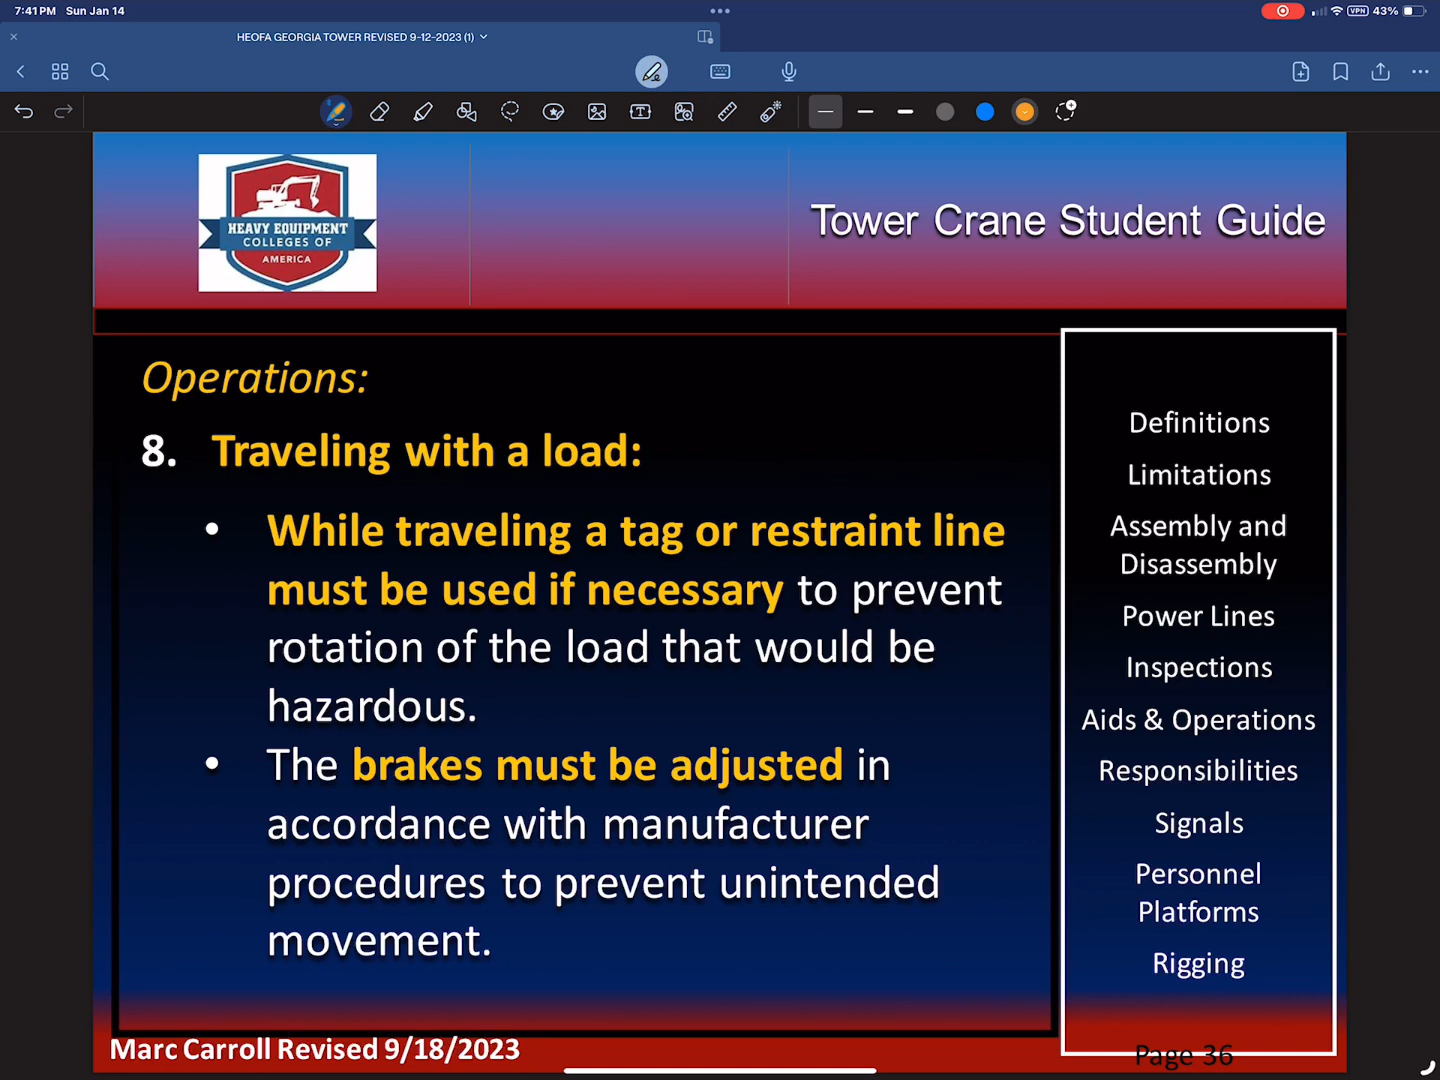 7:41 PM Sun Jan 14
VPN 43%
HEOFA GEORGIA TOWER REVISED 9-12-2023 (1)
HEAVY EQUIPMENT
COLLEGES OF
AMERICA
Tower Crane Student Guide
Operations:
8. Traveling with a load:
• While traveling a tag or restraint line
must be used if necessary to prevent
rotation of the load that would be
hazardous.
• The brakes must be adjusted in
accordance with manufacturer
procedures to prevent unintended
movement.
Definitions
Limitations
Assembly and
Disassembly
Power Lines
Inspections
Aids & Operations
Responsibilities
Signals
Personnel
Platforms
Rigging
Marc Carroll Revised 9/18/2023
Page 36